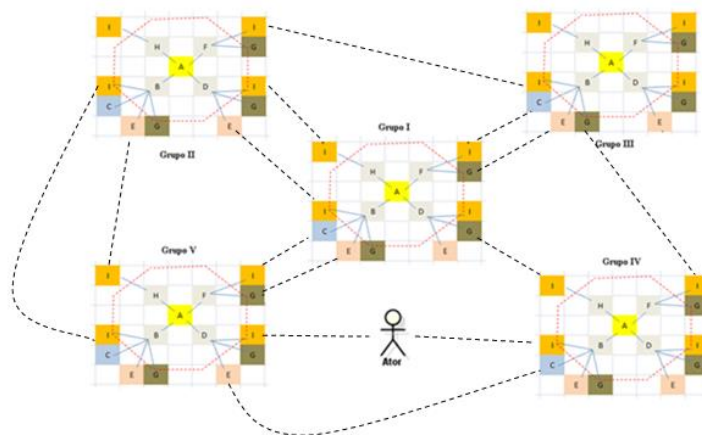 I I
H F G
A
I B D I
C G
E G E
Grupo II
I I
H F G
A
I B D I
C G
E G E
Grupo III
Grupo I
I I
H F G
A
I B D I
C G
E G E
Grupo V
I I
H F G
A
I B D I
C G
E G E
Ator
Grupo IV
I I
H F G
A
I B D I
C G
E G E